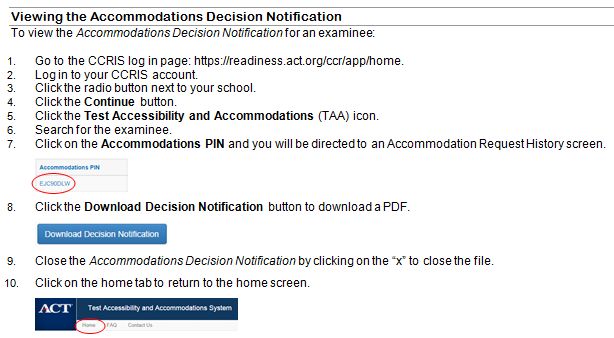 Viewing the Accommodations Decision Notification
To view the Accommodations Decision Notification for an examinee:
1. Go to the CCRIS log in page: https://readiness.act.org/ccr/app/home.
2. Log in to your CCRIS account.
3. Click the radio button next to your school.
4. Click the Continue button.
5. Click the Test Accessibility and Accommodations (TAA) icon.
6. Search for the examinee.
7. Click on the Accommodations PIN and you will be directed to an Accommodation Request History screen.
Accommodations PIN
EJC90DLW
8. Click the Download Decision Notification button to download a PDF.
Download Decision Notification
9. Close the Accommodations Decision Notification by clicking on the “x” to close the file.
10. Click on the home tab to return to the home screen.
ACT Test Accessibility and Accommodations System
Home FAQ Contact Us